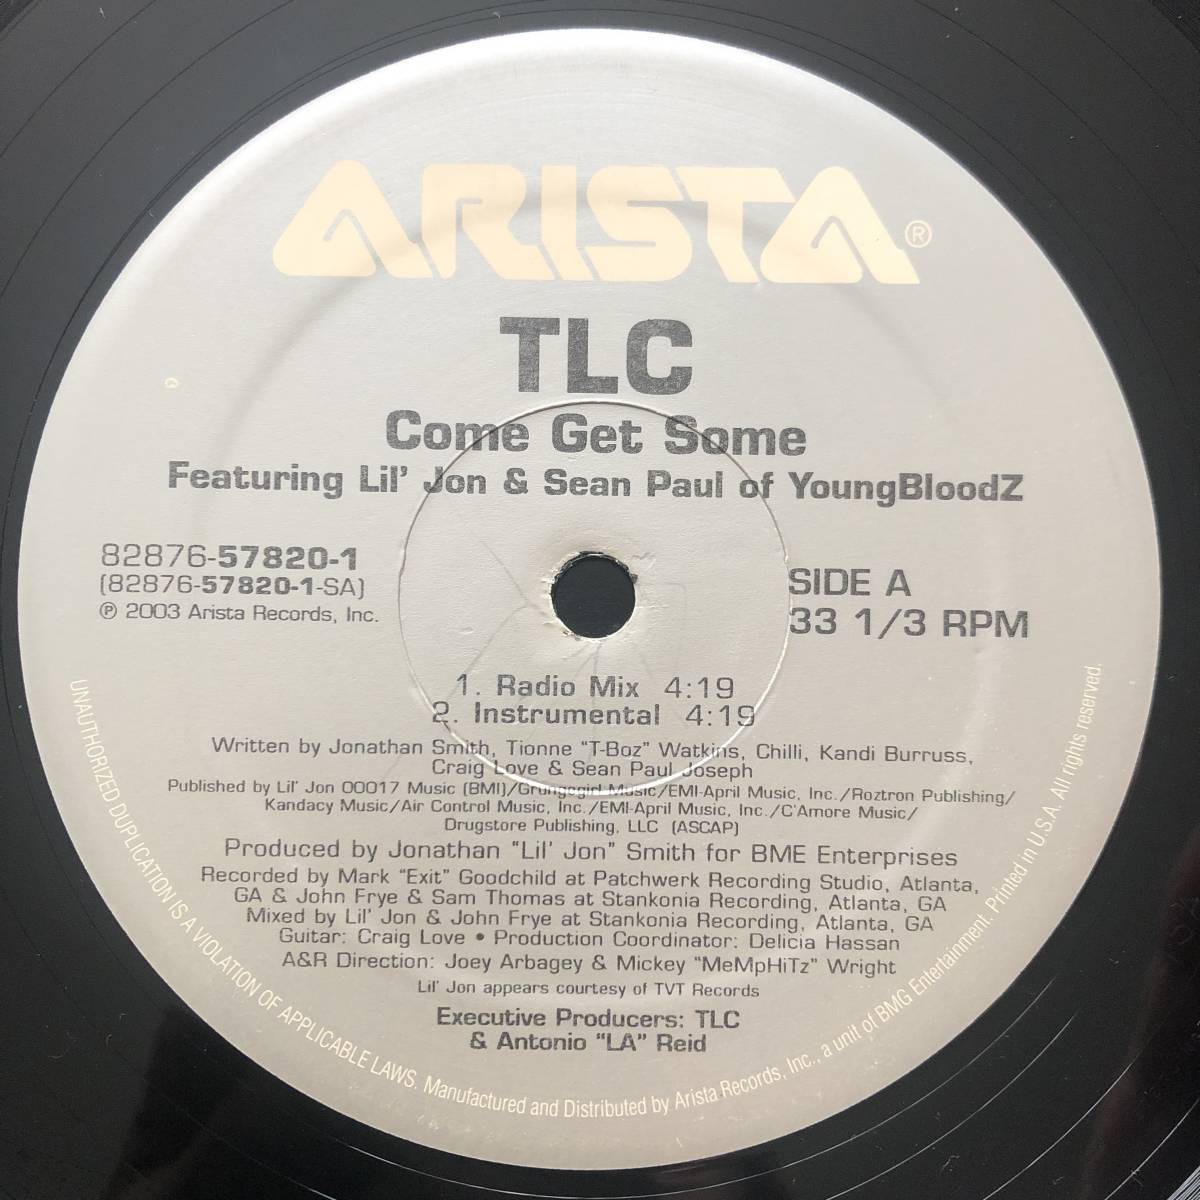 ARISTA®
TLC
Come Get Some
Featuring Lil' Jon & Sean Paul of YoungBloodZ
82876-57820-1
(82876-57820-1-SA)
℗ 2003 Arista Records, Inc.
SIDE A
33 1/3 RPM
1. Radio Mix 4:19
2. Instrumental 4:19
Written by Jonathan Smith, Tionne "T-Boz" Watkins, Chilli, Kandi Burruss,
Craig Love & Sean Paul Joseph
Published by Lil' Jon 00017 Music (BMI)/Grungegirl Music/EMI-April Music, Inc./Roztron Publishing/
Kandacy Music/Air Control Music, Inc./EMI-April Music, Inc./C'Amore Music/
Drugstore Publishing, LLC (ASCAP)
Produced by Jonathan "Lil' Jon" Smith for BME Enterprises
Recorded by Mark "Exit" Goodchild at Patchwerk Recording Studio, Atlanta,
GA & John Frye & Sam Thomas at Stankonia Recording, Atlanta, GA
Mixed by Lil' Jon & John Frye at Stankonia Recording, Atlanta, GA
Guitar: Craig Love • Production Coordinator: Delicia Hassan
A&R Direction: Joey Arbagey & Mickey "MeMpHiTz" Wright
Lil' Jon appears courtesy of TVT Records
Executive Producers: TLC
& Antonio "LA" Reid
UNAUTHORIZED DUPLICATION IS A VIOLATION OF APPLICABLE LAWS. Manufactured and Distributed by Arista Records, Inc., a unit of BMG Entertainment. Printed in U.S.A. All rights reserved.